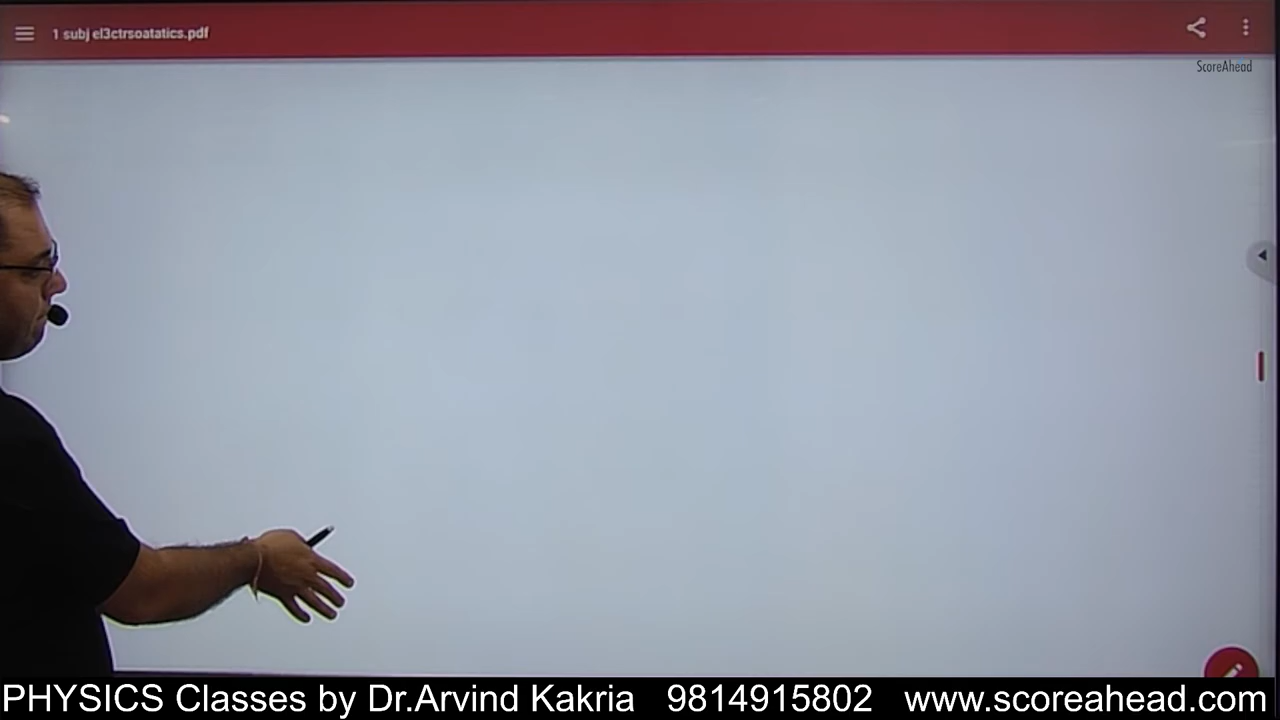 1 subj el3ctrsoatatics.pdf
ScoreAhead
PHYSICS Classes by Dr.Arvind Kakria 9814915802 www.scoreahead.com